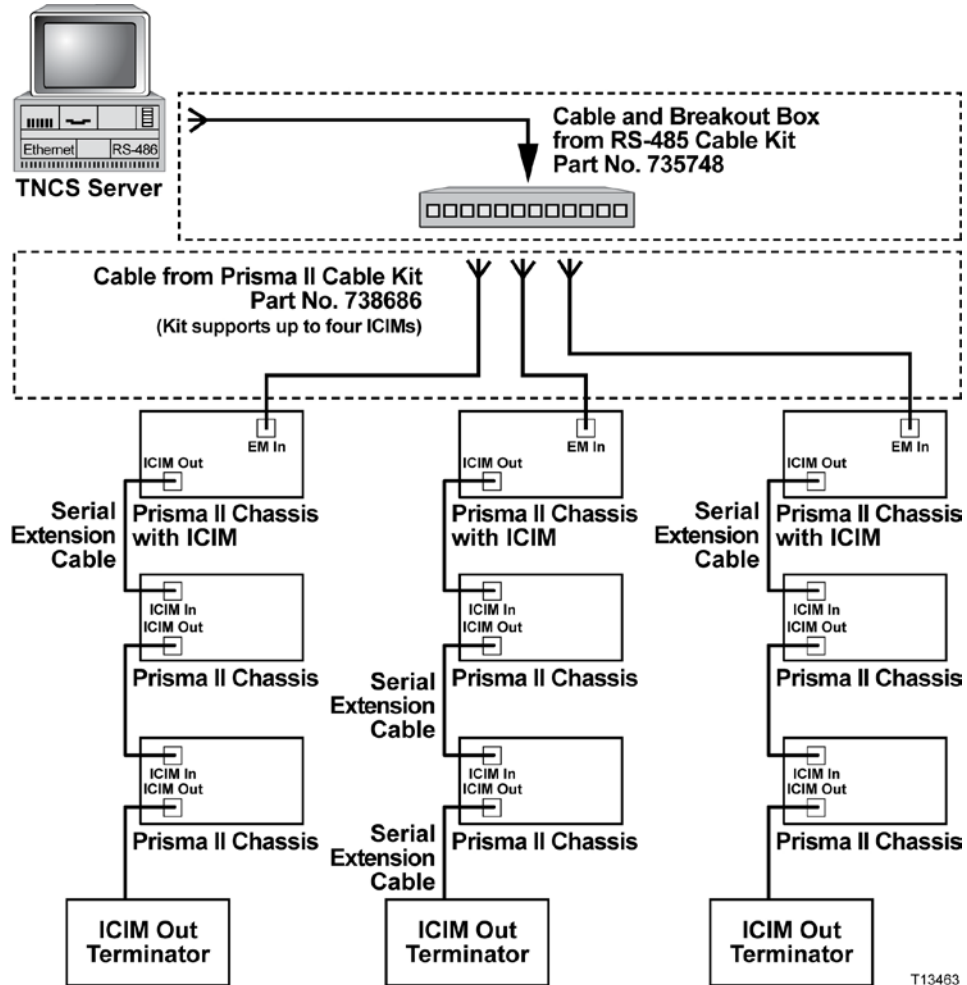 Ethernet
RS-486
TNCS Server
Cable and Breakout Box
from RS-485 Cable Kit
Part No. 735748
Cable from Prisma II Cable Kit
Part No. 738686
(Kit supports up to four ICIMs)
EM In
ICIM Out
Serial
Extension
Cable
Prisma II Chassis
with ICIM
ICIM In
ICIM Out
Prisma II Chassis
ICIM In
ICIM Out
Prisma II Chassis
ICIM Out
Terminator
EM In
ICIM Out
Prisma II Chassis
with ICIM
ICIM In
ICIM Out
Prisma II Chassis
Serial
Extension
Cable
ICIM In
ICIM Out
Prisma II Chassis
Serial
Extension
Cable
ICIM Out
Terminator
EM In
ICIM Out
Serial
Extension
Cable
Prisma II Chassis
with ICIM
ICIM In
ICIM Out
Prisma II Chassis
ICIM In
ICIM Out
Prisma II Chassis
ICIM Out
Terminator
T13463